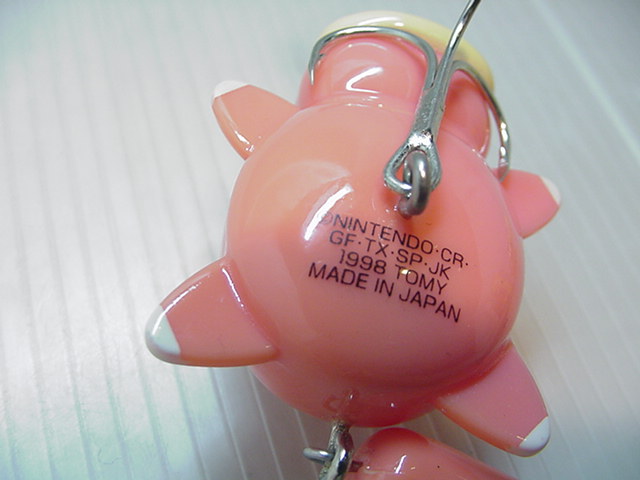 ©NINTENDO·CR·
GF·TX·SP·JK
1998 TOMY
MADE IN JAPAN